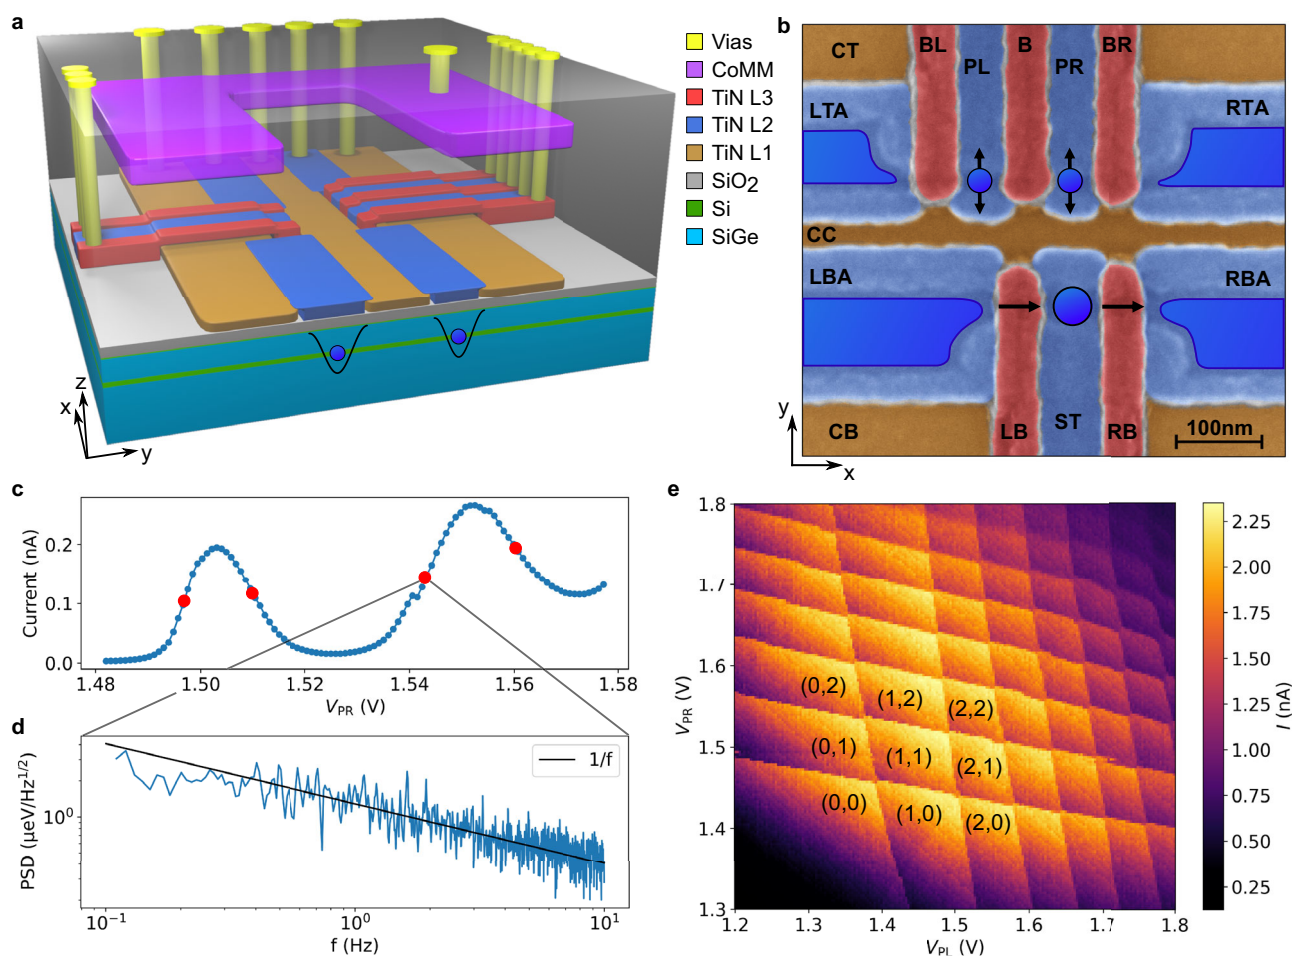 a
Vias
CoMM
TiN L3
TiN L2
TiN L1
SiO2
Si
SiGe
z
x
y
b
CT
BL
B
BR
PL
PR
LTA
RTA
CC
LBA
RBA
CB
LB
ST
RB
100nm
y
x
c
Current (nA)
0.2
0.1
0.0
1.48
1.50
1.52
1.54
1.56
1.58
VPR (V)
d
PSD (µeV/Hz1/2)
10⁰
1/f
10⁻¹
10⁰
10¹
f (Hz)
e
VPR (V)
1.8
1.7
1.6
1.5
1.4
1.3
(0,2)
(1,2)
(2,2)
(0,1)
(1,1)
(2,1)
(0,0)
(1,0)
(2,0)
1.2
1.3
1.4
1.5
1.6
1.7
1.8
VPL (V)
2.25
2.00
1.75
1.50
1.25
1.00
0.75
0.50
0.25
I (nA)